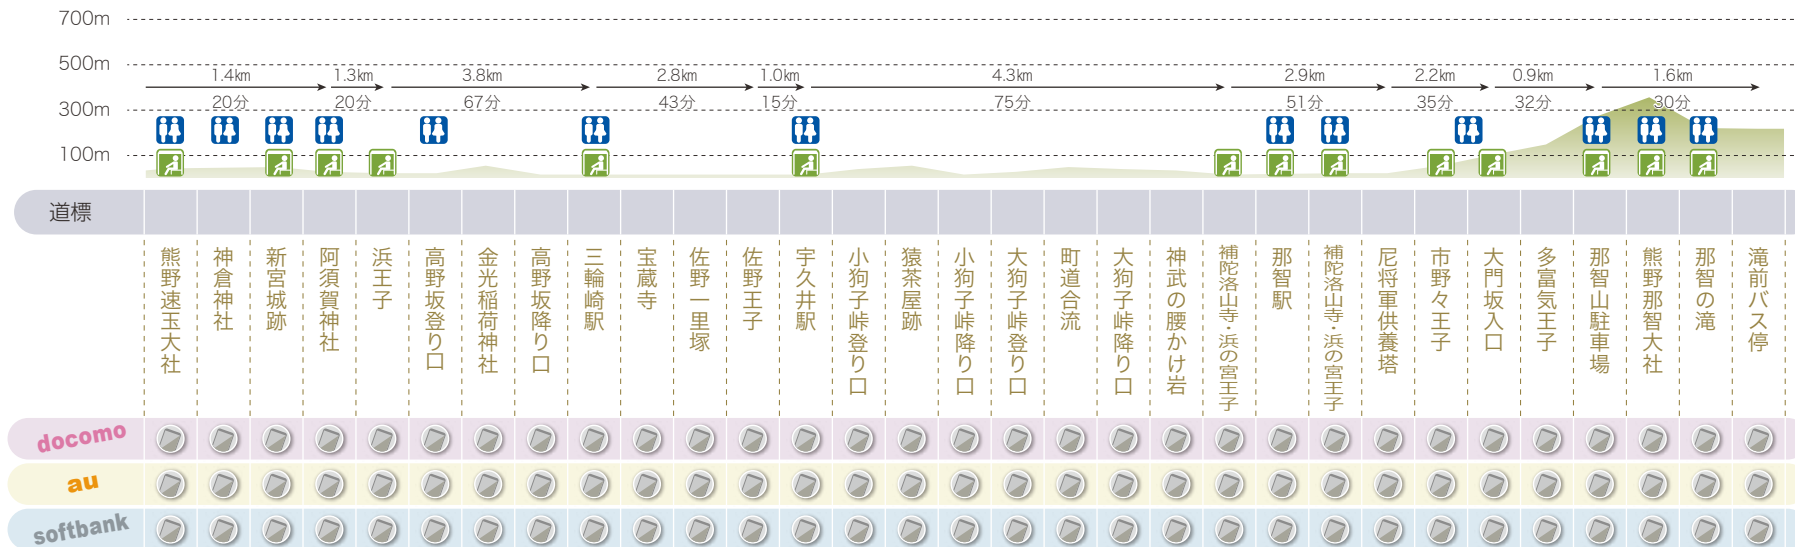 700m
500m
1.4km 1.3km 3.8km 2.8km 1.0km 4.3km 2.9km 2.2km 0.9km 1.6km
20分 20分 67分 43分 15分 75分 51分 35分 32分 30分
300m
100m
道標
熊野速玉大社
神倉神社
新宮城跡
阿須賀神社
浜王子
高野坂登り口
金光稲荷神社
高野坂降り口
三輪崎駅
宝蔵寺
佐野一里塚
佐野王子
宇久井駅
小狗子峠登り口
猿茶屋跡
小狗子峠降り口
大狗子峠登り口
町道合流
大狗子峠降り口
神武の腰かけ岩
補陀洛山寺・浜の宮王子
那智駅
補陀洛山寺・浜の宮王子
尼将軍供養塔
市野々王子
大門坂入口
多富気王子
那智山駐車場
熊野那智大社
那智の滝
滝前バス停
docomo
au
softbank